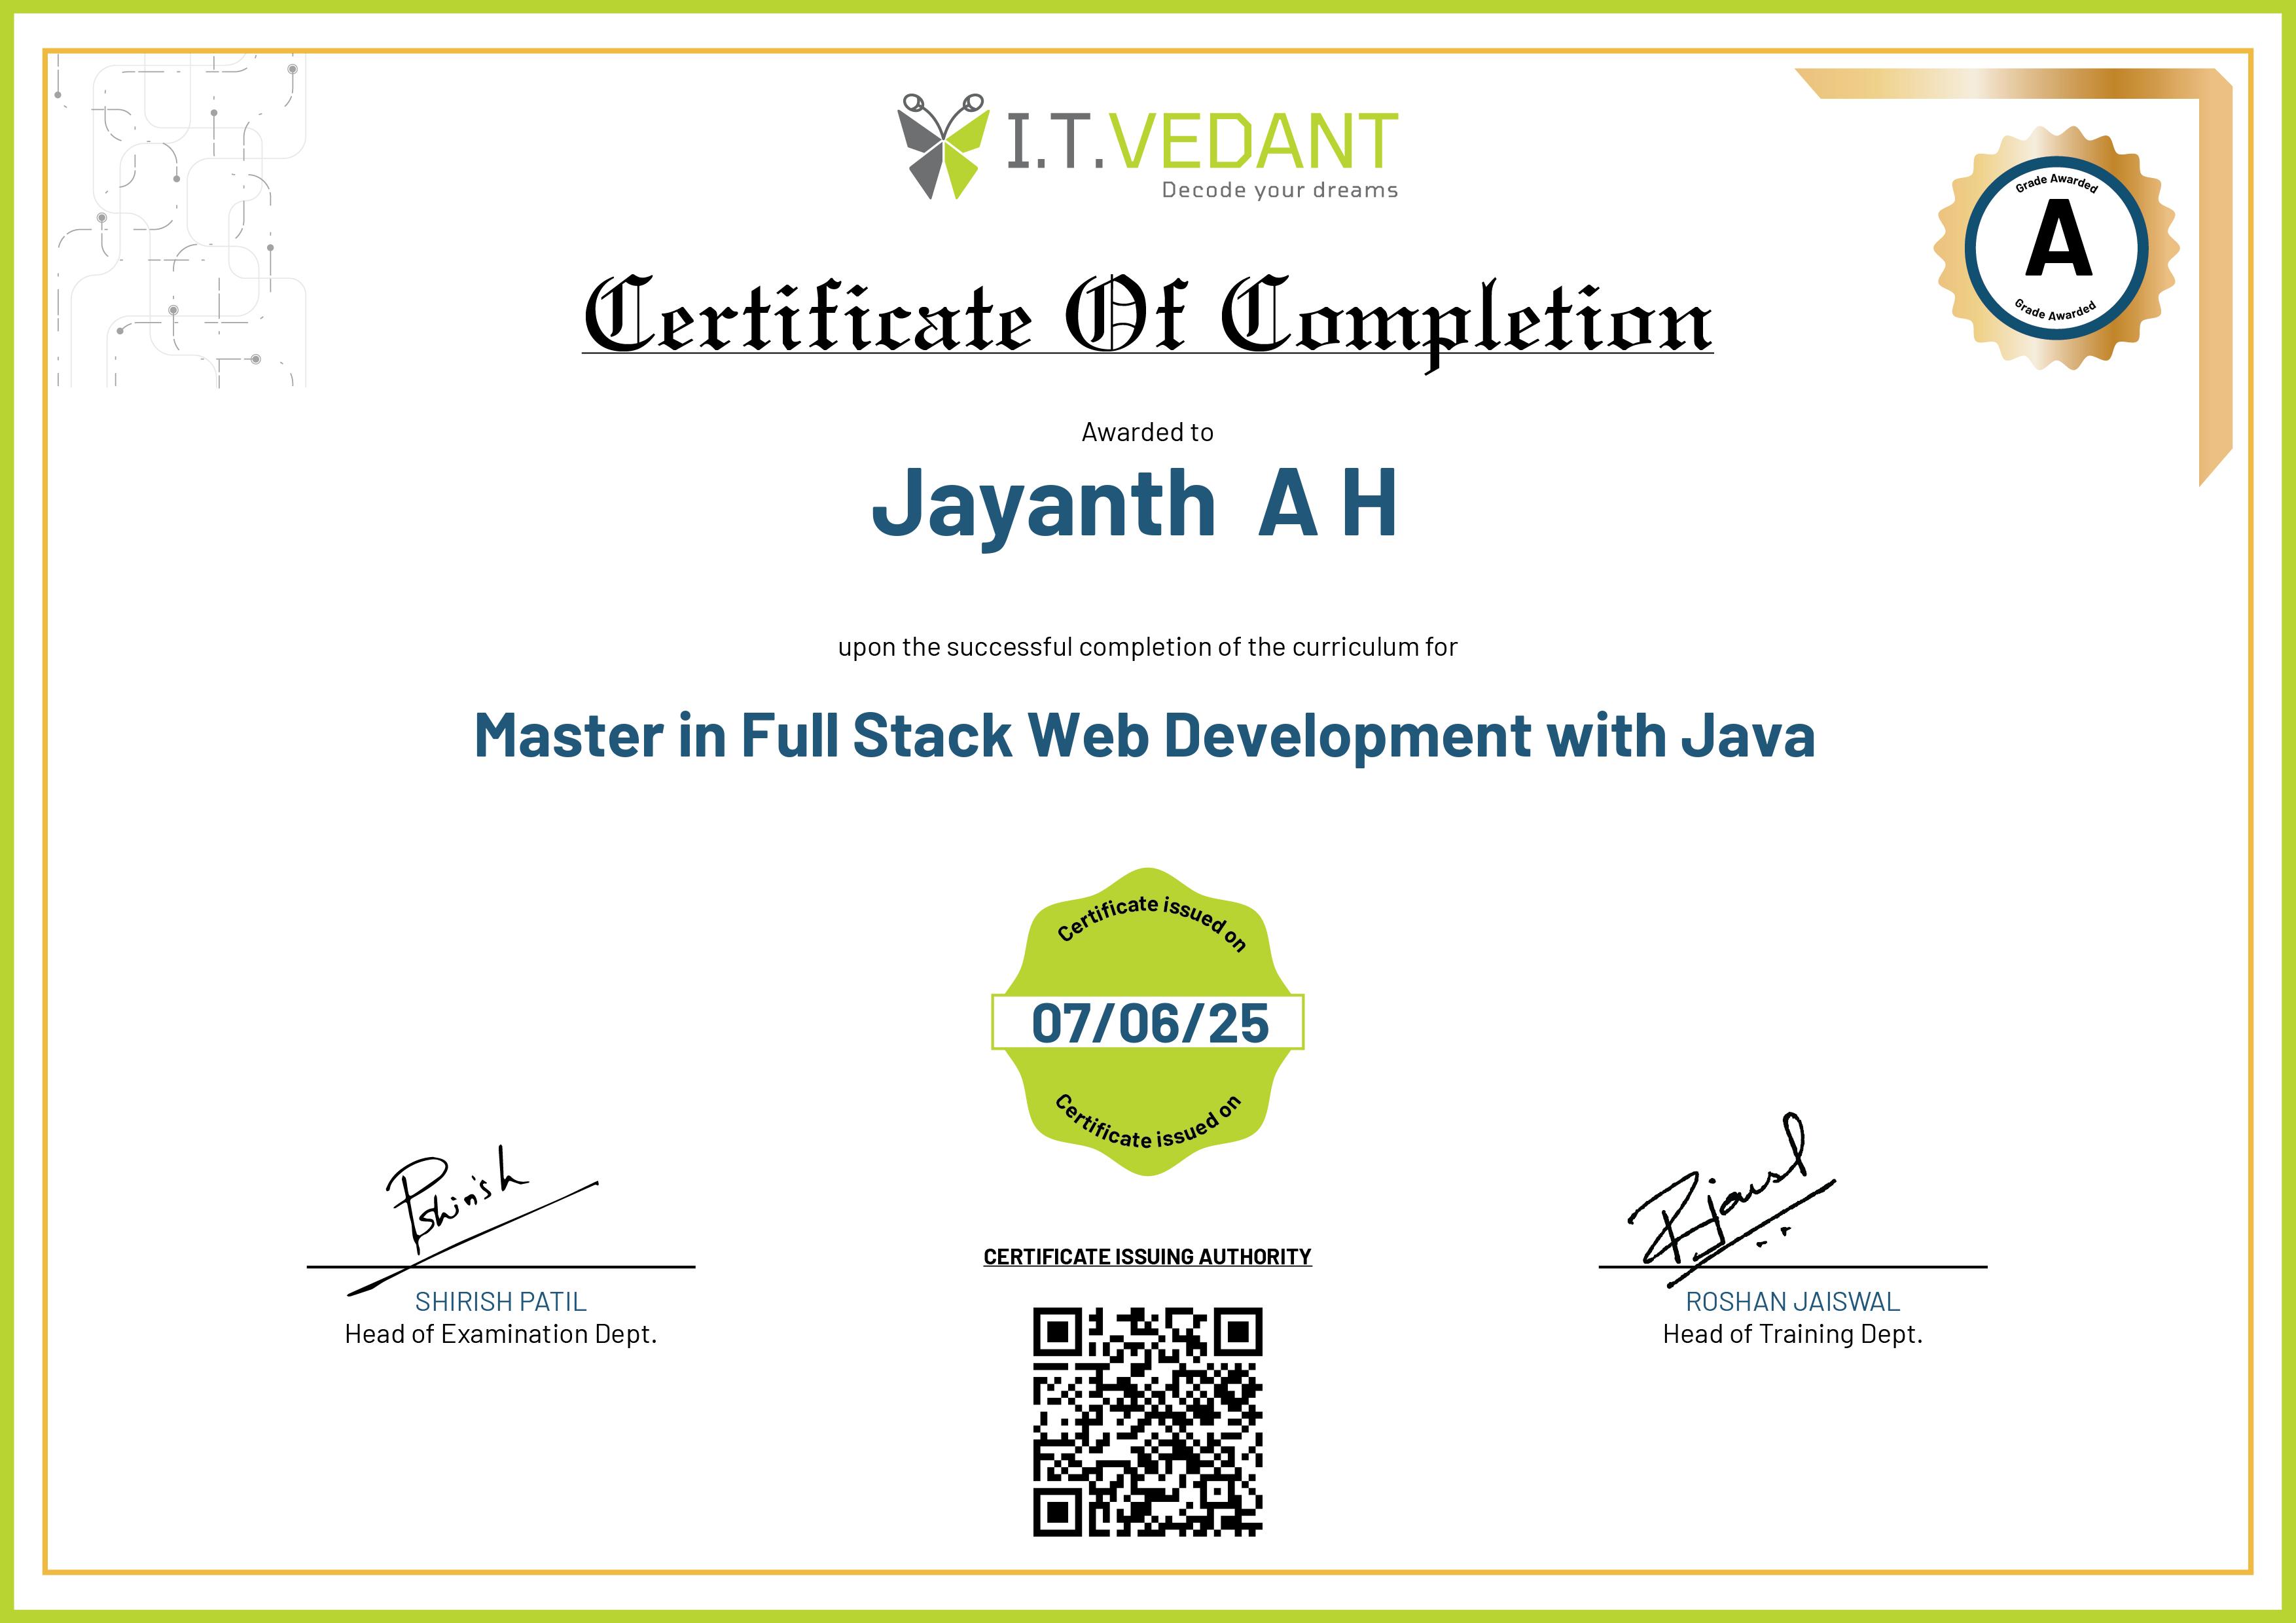 I.T.VEDANT
Decode your dreams
Grade Awarded
A
Grade Awarded
Certificate Of Completion
Awarded to
Jayanth  A H
upon the successful completion of the curriculum for
Master in Full Stack Web Development with Java
Certificate issued on
07/06/25
Certificate issued on
Pshirish
Rjaiswal
CERTIFICATE ISSUING AUTHORITY
SHIRISH PATIL
Head of Examination Dept.
ROSHAN JAISWAL
Head of Training Dept.